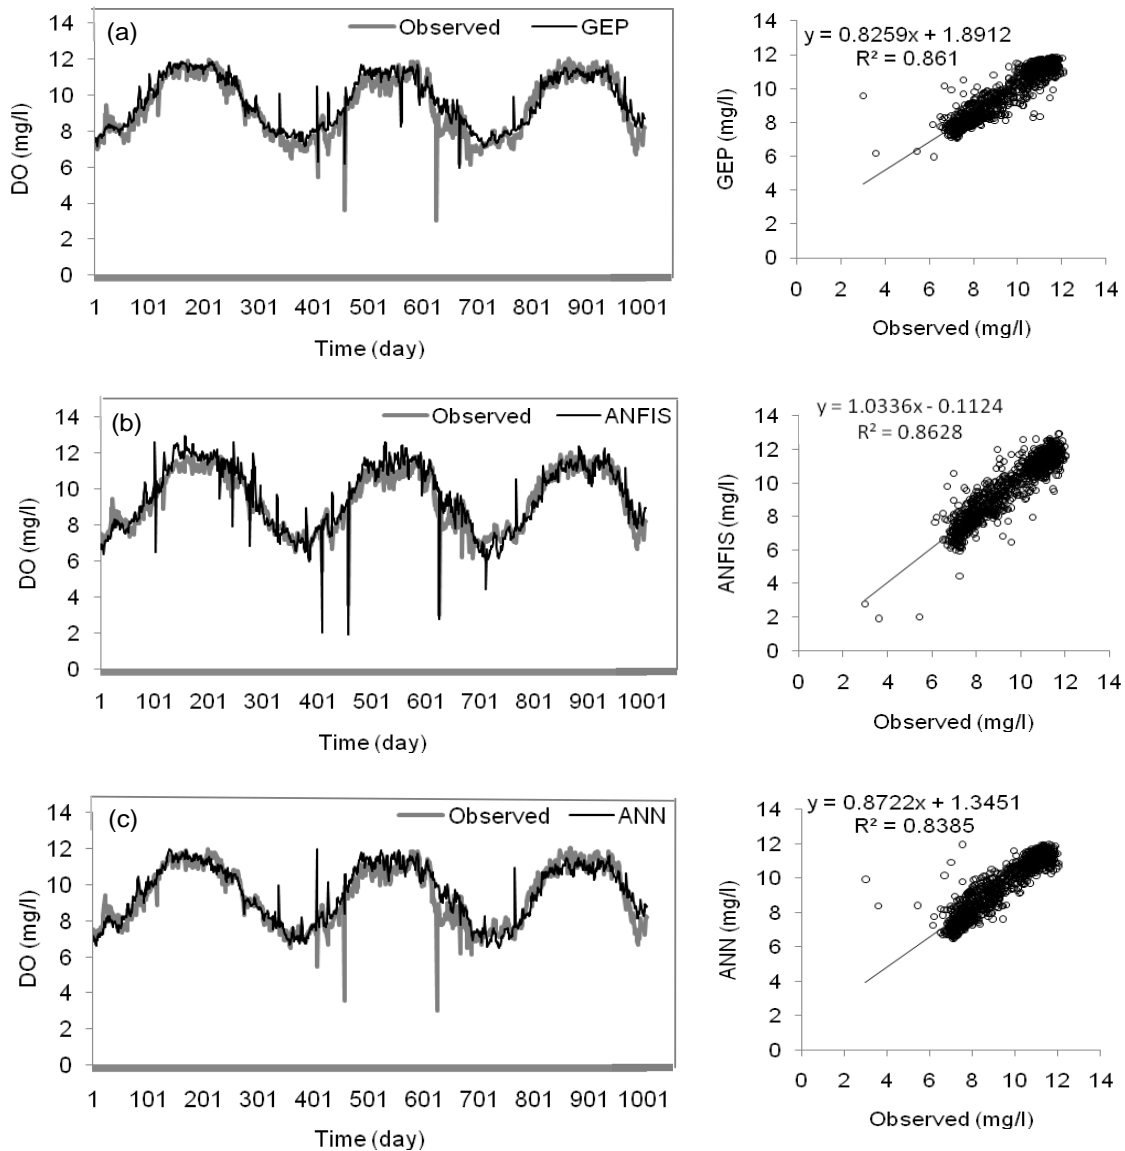 (a)
Observed GEP
14
12
10
8
6
4
2
0
DO (mg/l)
1 101 201 301 401 501 601 701 801 901 1001
Time (day)
y = 0.8259x + 1.8912
R² = 0.861
14
12
10
8
6
4
2
0
GEP (mg/l)
0 2 4 6 8 10 12 14
Observed (mg/l)
(b)
Observed ANFIS
14
12
10
8
6
4
2
0
DO (mg/l)
1 101 201 301 401 501 601 701 801 901 1001
Time (day)
y = 1.0336x - 0.1124
R² = 0.8628
14
12
10
8
6
4
2
0
ANFIS (mg/l)
0 2 4 6 8 10 12 14
Observed (mg/l)
(c)
Observed ANN
14
12
10
8
6
4
2
0
DO (mg/l)
1 101 201 301 401 501 601 701 801 901 1001
Time (day)
y = 0.8722x + 1.3451
R² = 0.8385
14
12
10
8
6
4
2
0
ANN (mg/l)
0 2 4 6 8 10 12 14
Observed (mg/l)